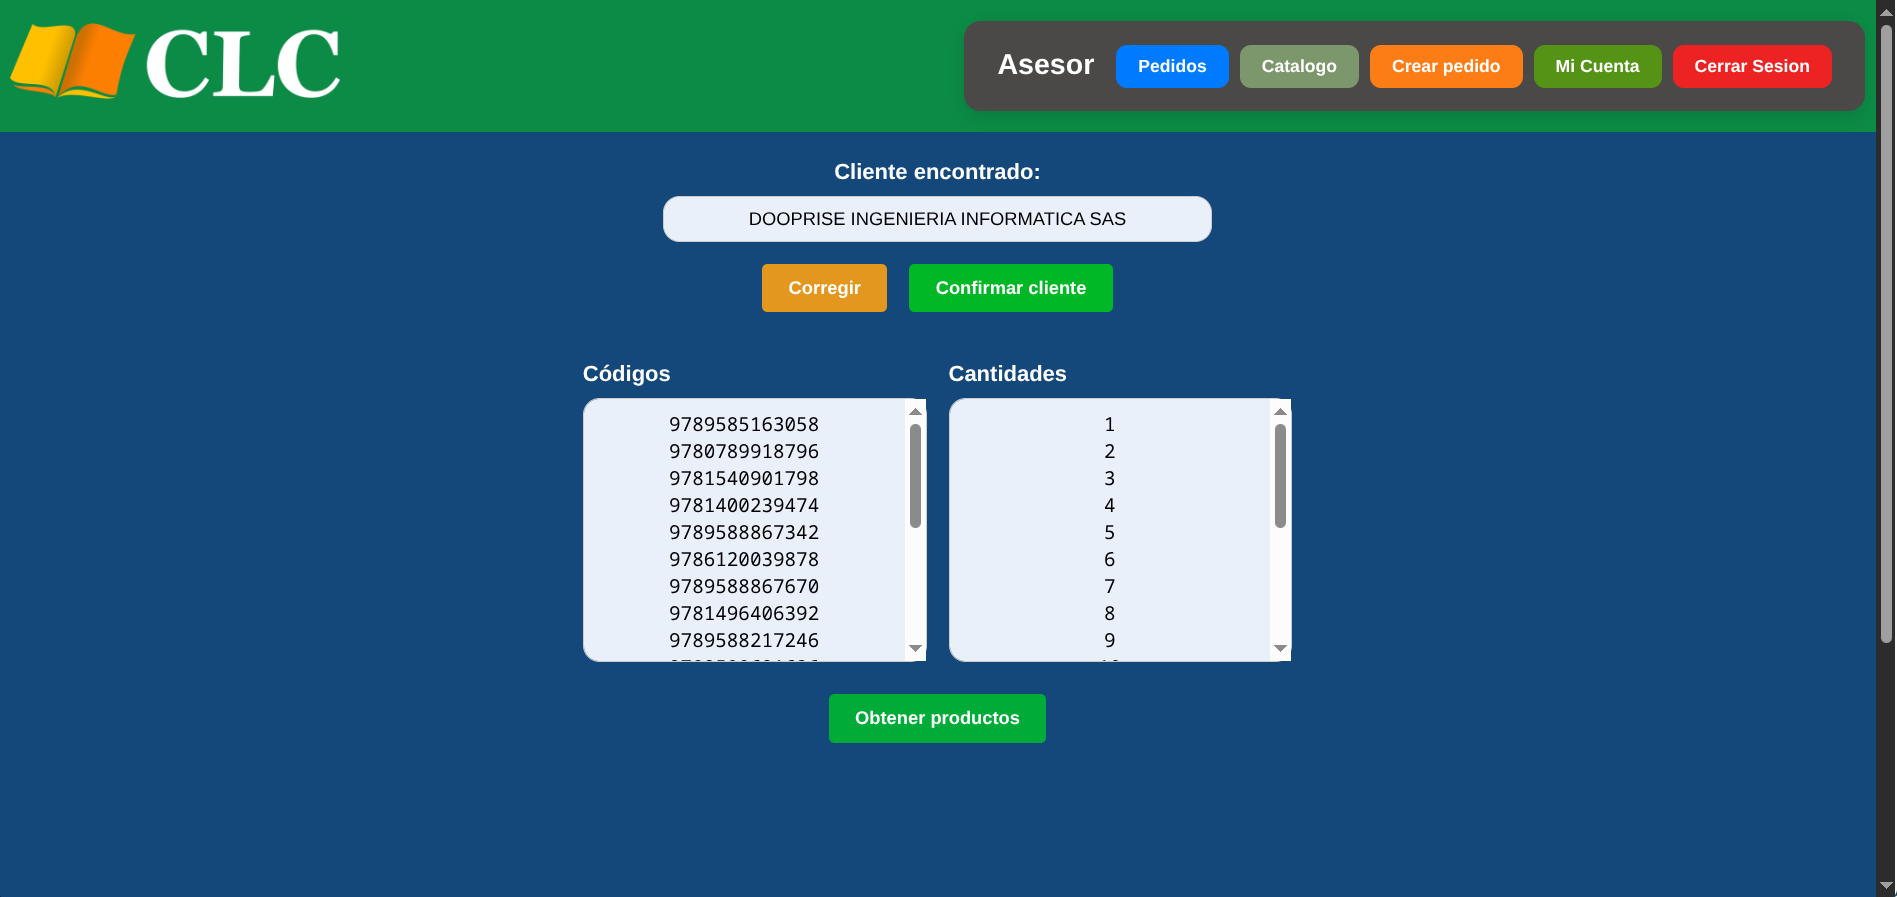 CLC
Asesor
Pedidos
Catalogo
Crear pedido
Mi Cuenta
Cerrar Sesion
Cliente encontrado:
DOOPRISE INGENIERIA INFORMATICA SAS
Corregir
Confirmar cliente
Códigos
9789585163058
9780789918796
9781540901798
9781400239474
9789588867342
9786120039878
9789588867670
9781496406392
9789588217246
Cantidades
1
2
3
4
5
6
7
8
9
Obtener productos